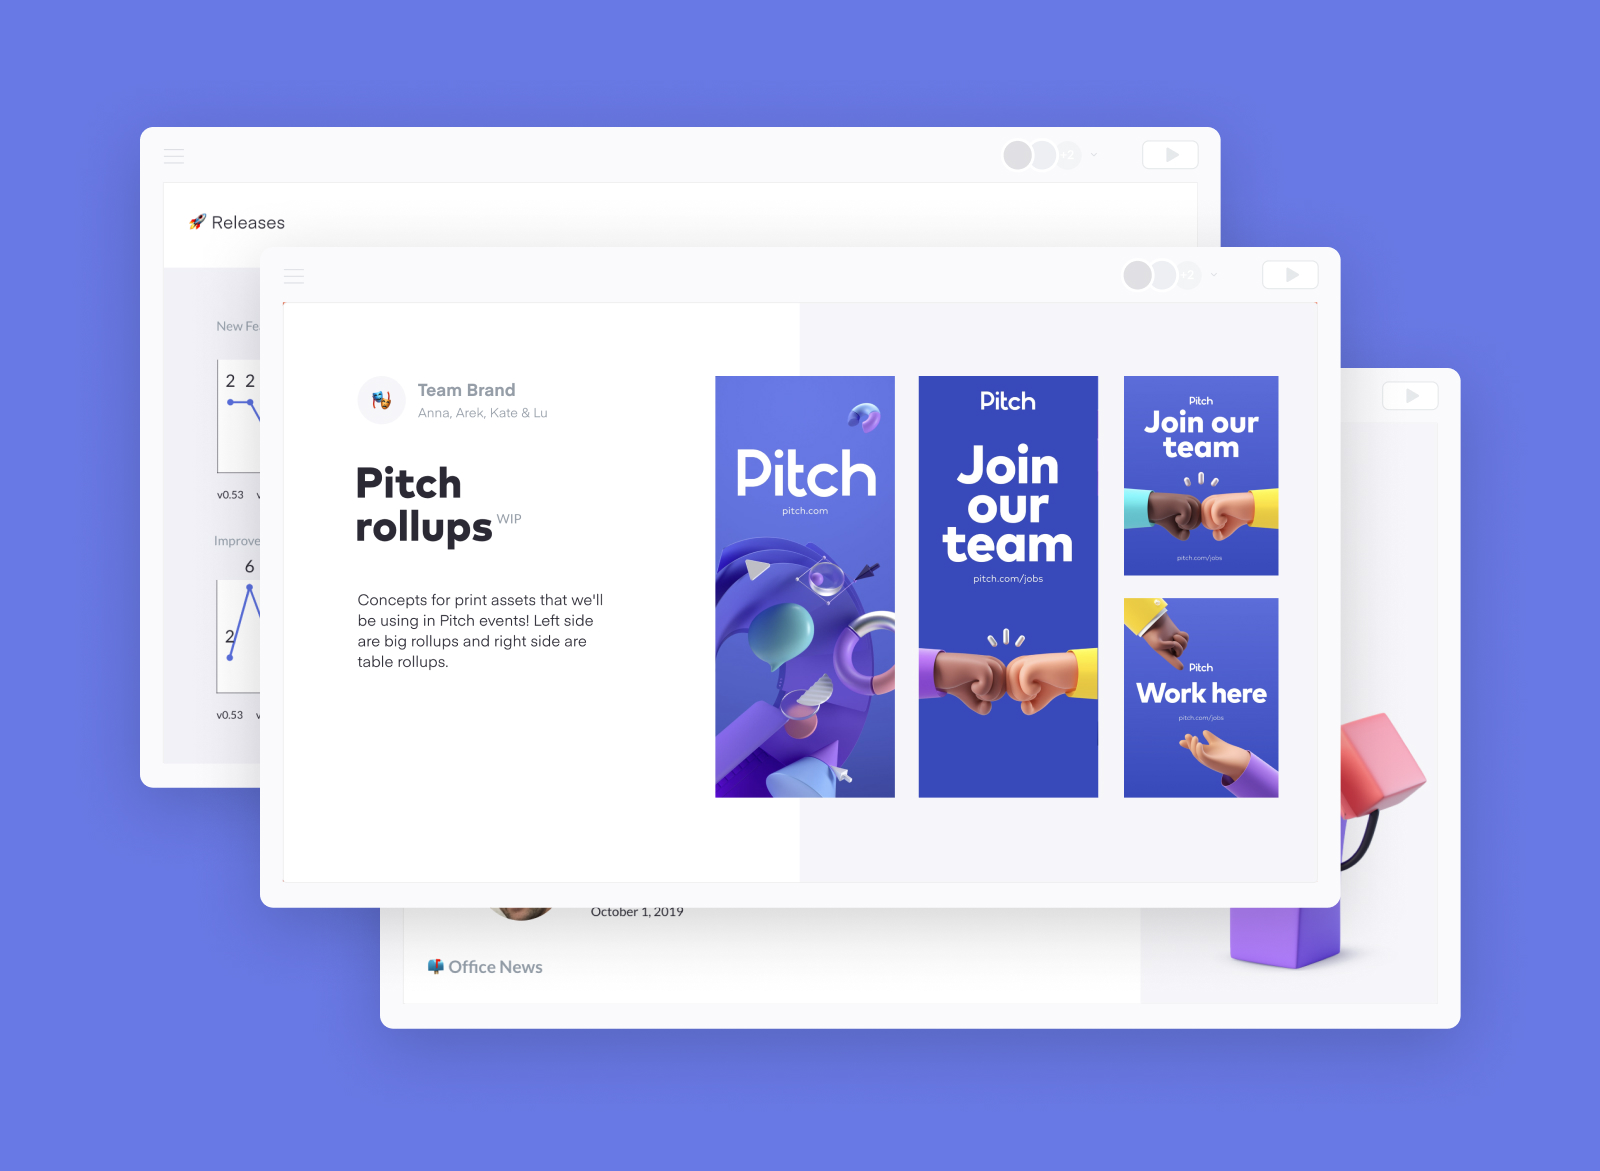 +2
🚀 Releases
New Fe
2 2
v0.53
Improve
6
2
v0.53
+2
Team Brand
Anna, Arek, Kate & Lu
Pitch
rollups WIP
Concepts for print assets that we'll
be using in Pitch events! Left side
are big rollups and right side are
table rollups.
Pitch
pitch.com
Pitch
Join
our
team
pitch.com/jobs
Pitch
Join our
team
pitch.com/jobs
Pitch
Work here
pitch.com/jobs
October 1, 2019
📬 Office News